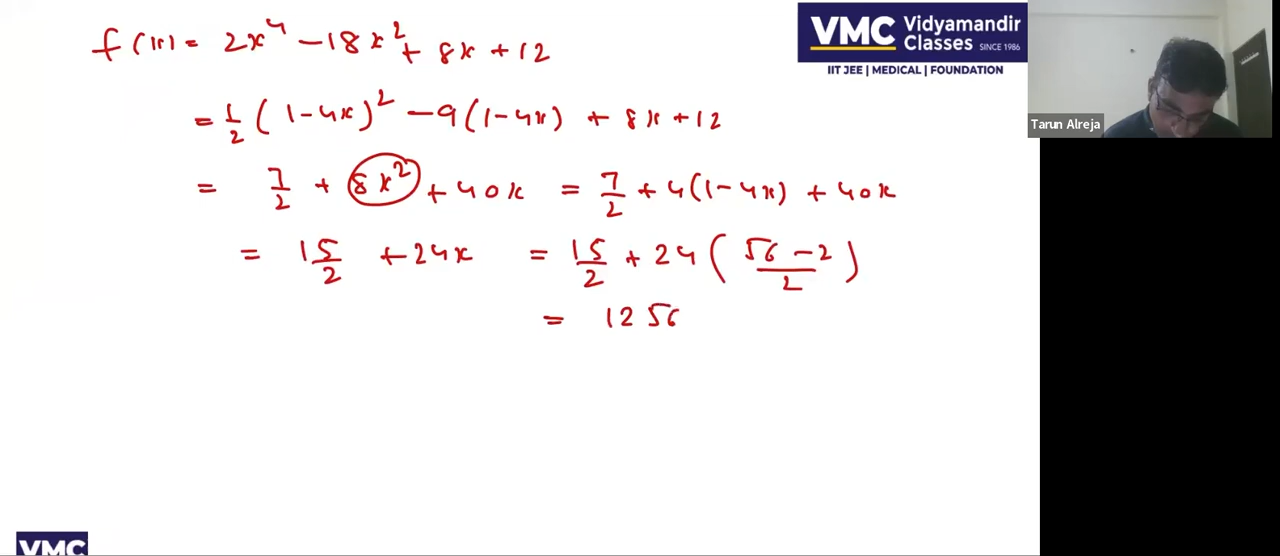 f(x) = 2x⁴ - 18x² + 8x + 12
VMC Vidyamandir Classes SINCE 1986
IIT JEE | MEDICAL | FOUNDATION
= 1/2 (1-4x)² - 9(1-4x) + 8x + 12
Tarun Alreja
= 7/2 + 8x² + 40x = 7/2 + 4(1-4x) + 40x
= 15/2 + 24x = 15/2 + 24 ( (√6 - 2)/2 )
= 12√6
VMC